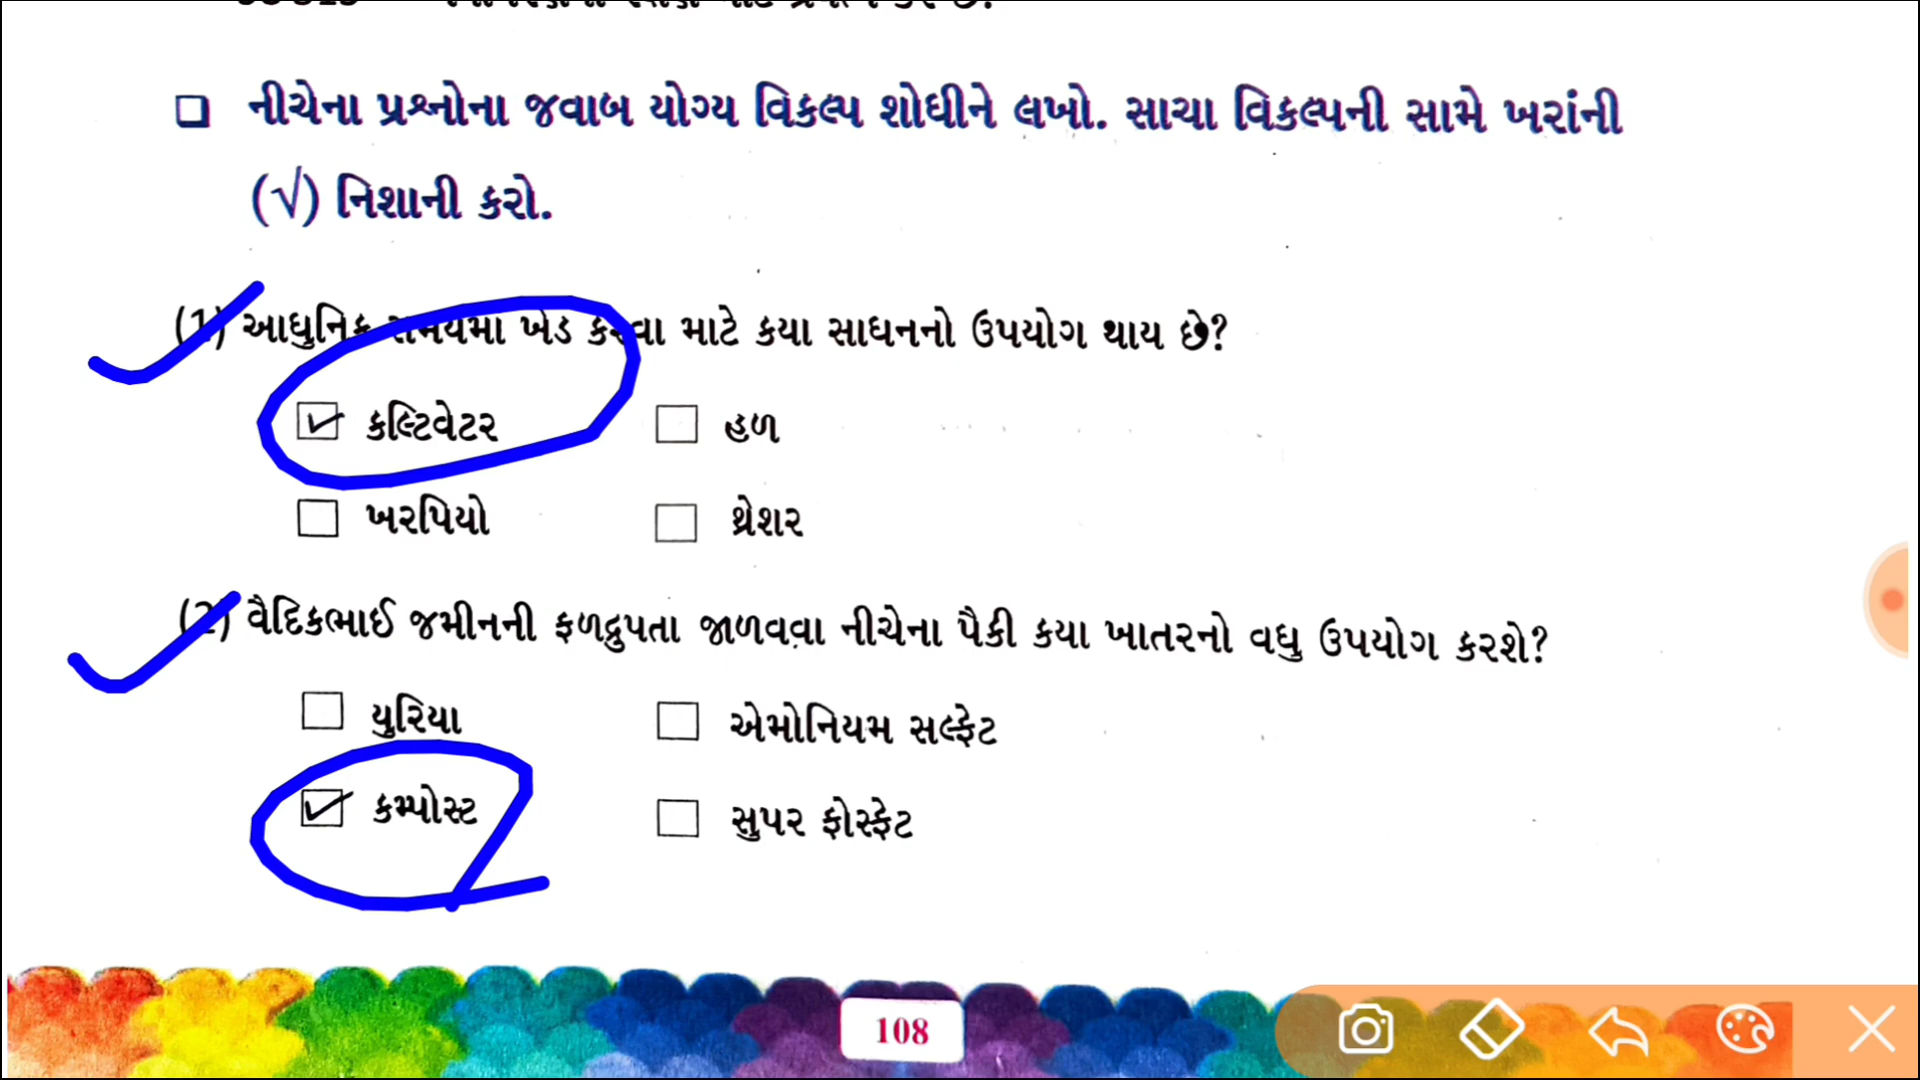 ❑ નીચેના પ્રશ્નોના જવાબ યોગ્ય વિકલ્પ શોધીને લખો. સાચા વિકલ્પની સામે ખરાંની
(√) નિશાની કરો.
(1) આધુનિક સમયમાં ખેડ કરવા માટે કયા સાધનનો ઉપયોગ થાય છે?
☑ કલ્ટિવેટર ☐ હળ
☐ ખરપિયો ☐ થ્રેશર
(2) વૈદિકભાઈ જમીનની ફળદ્રુપતા જાળવવા નીચેના પૈકી કયા ખાતરનો વધુ ઉપયોગ કરશે?
☐ યુરિયા ☐ એમોનિયમ સલ્ફેટ
☑ કમ્પોસ્ટ ☐ સુપર ફોસ્ફેટ
108